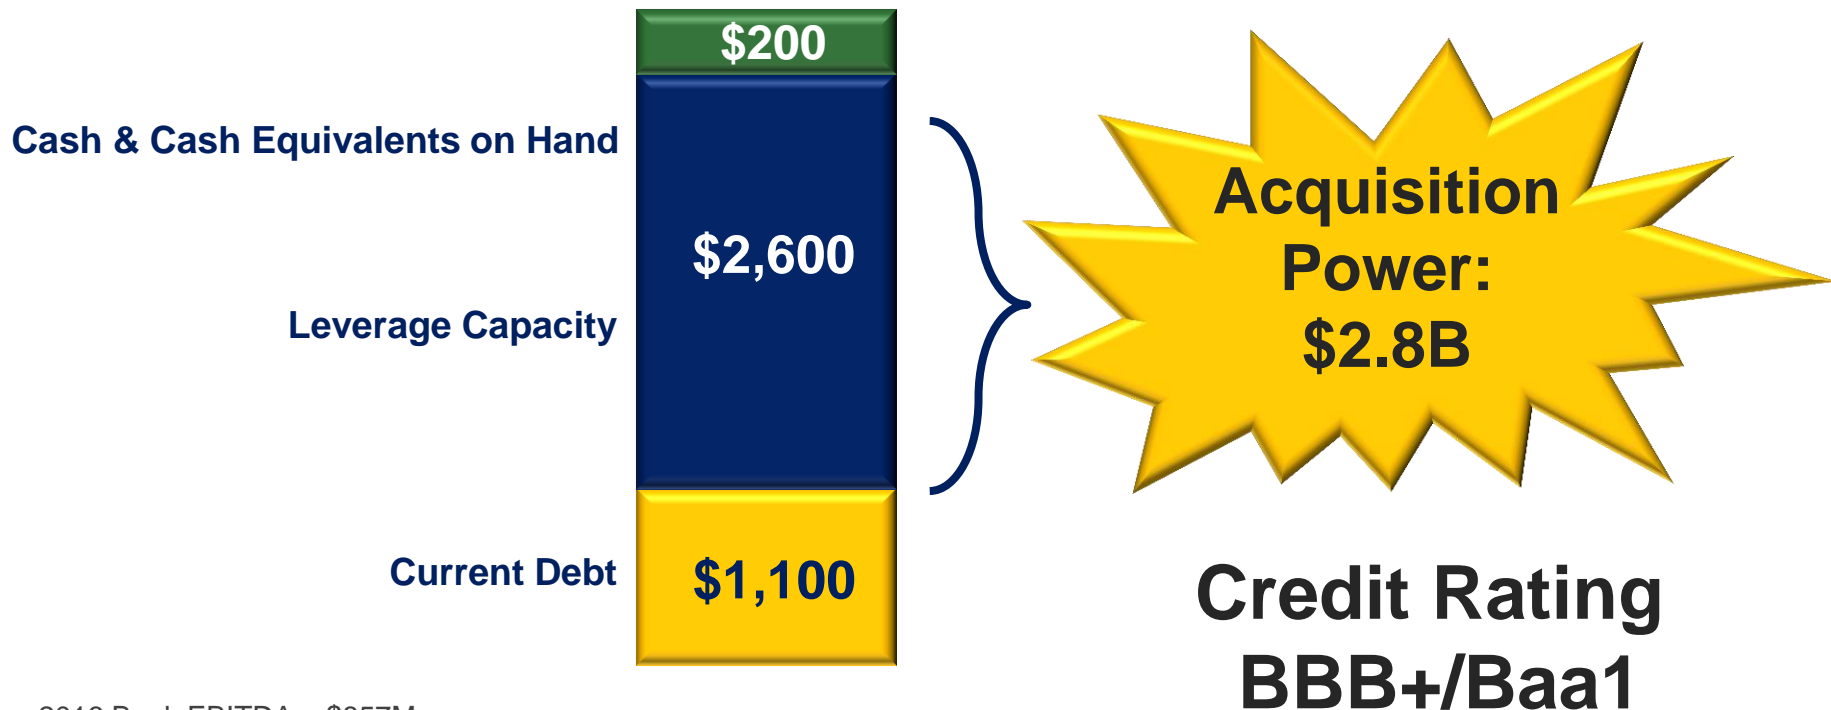 $200
Cash & Cash Equivalents on Hand
$2,600
Leverage Capacity
Current Debt
$1,100
Acquisition
Power:
$2.8B
Credit Rating
BBB+/Baa1